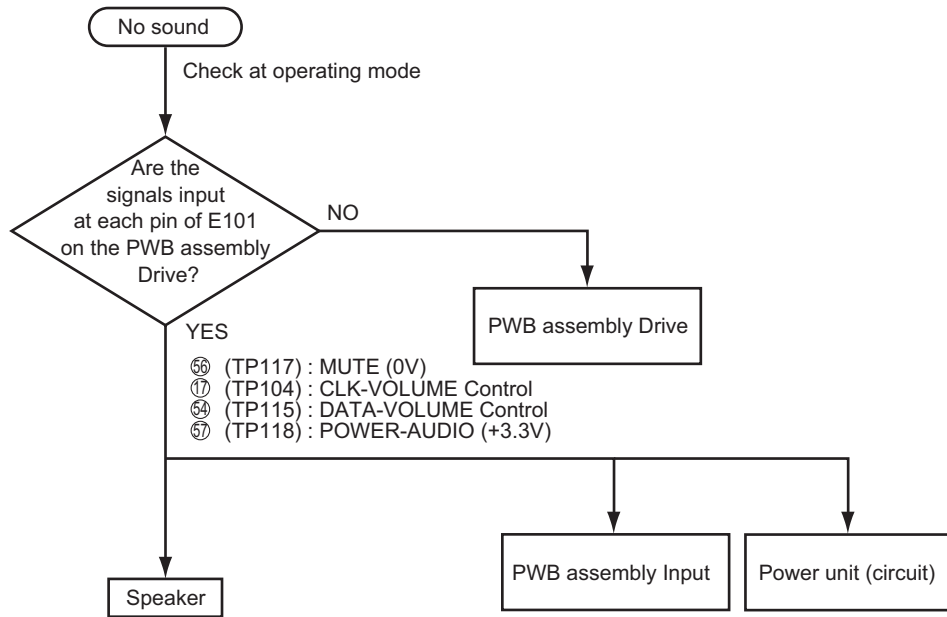 No sound
Check at operating mode
Are the
signals input
at each pin of E101
on the PWB assembly
Drive?
NO
PWB assembly Drive
YES
㊻ (TP117) : MUTE (0V)
⑰ (TP104) : CLK-VOLUME Control
54 (TP115) : DATA-VOLUME Control
57 (TP118) : POWER-AUDIO (+3.3V)
PWB assembly Input
Power unit (circuit)
Speaker